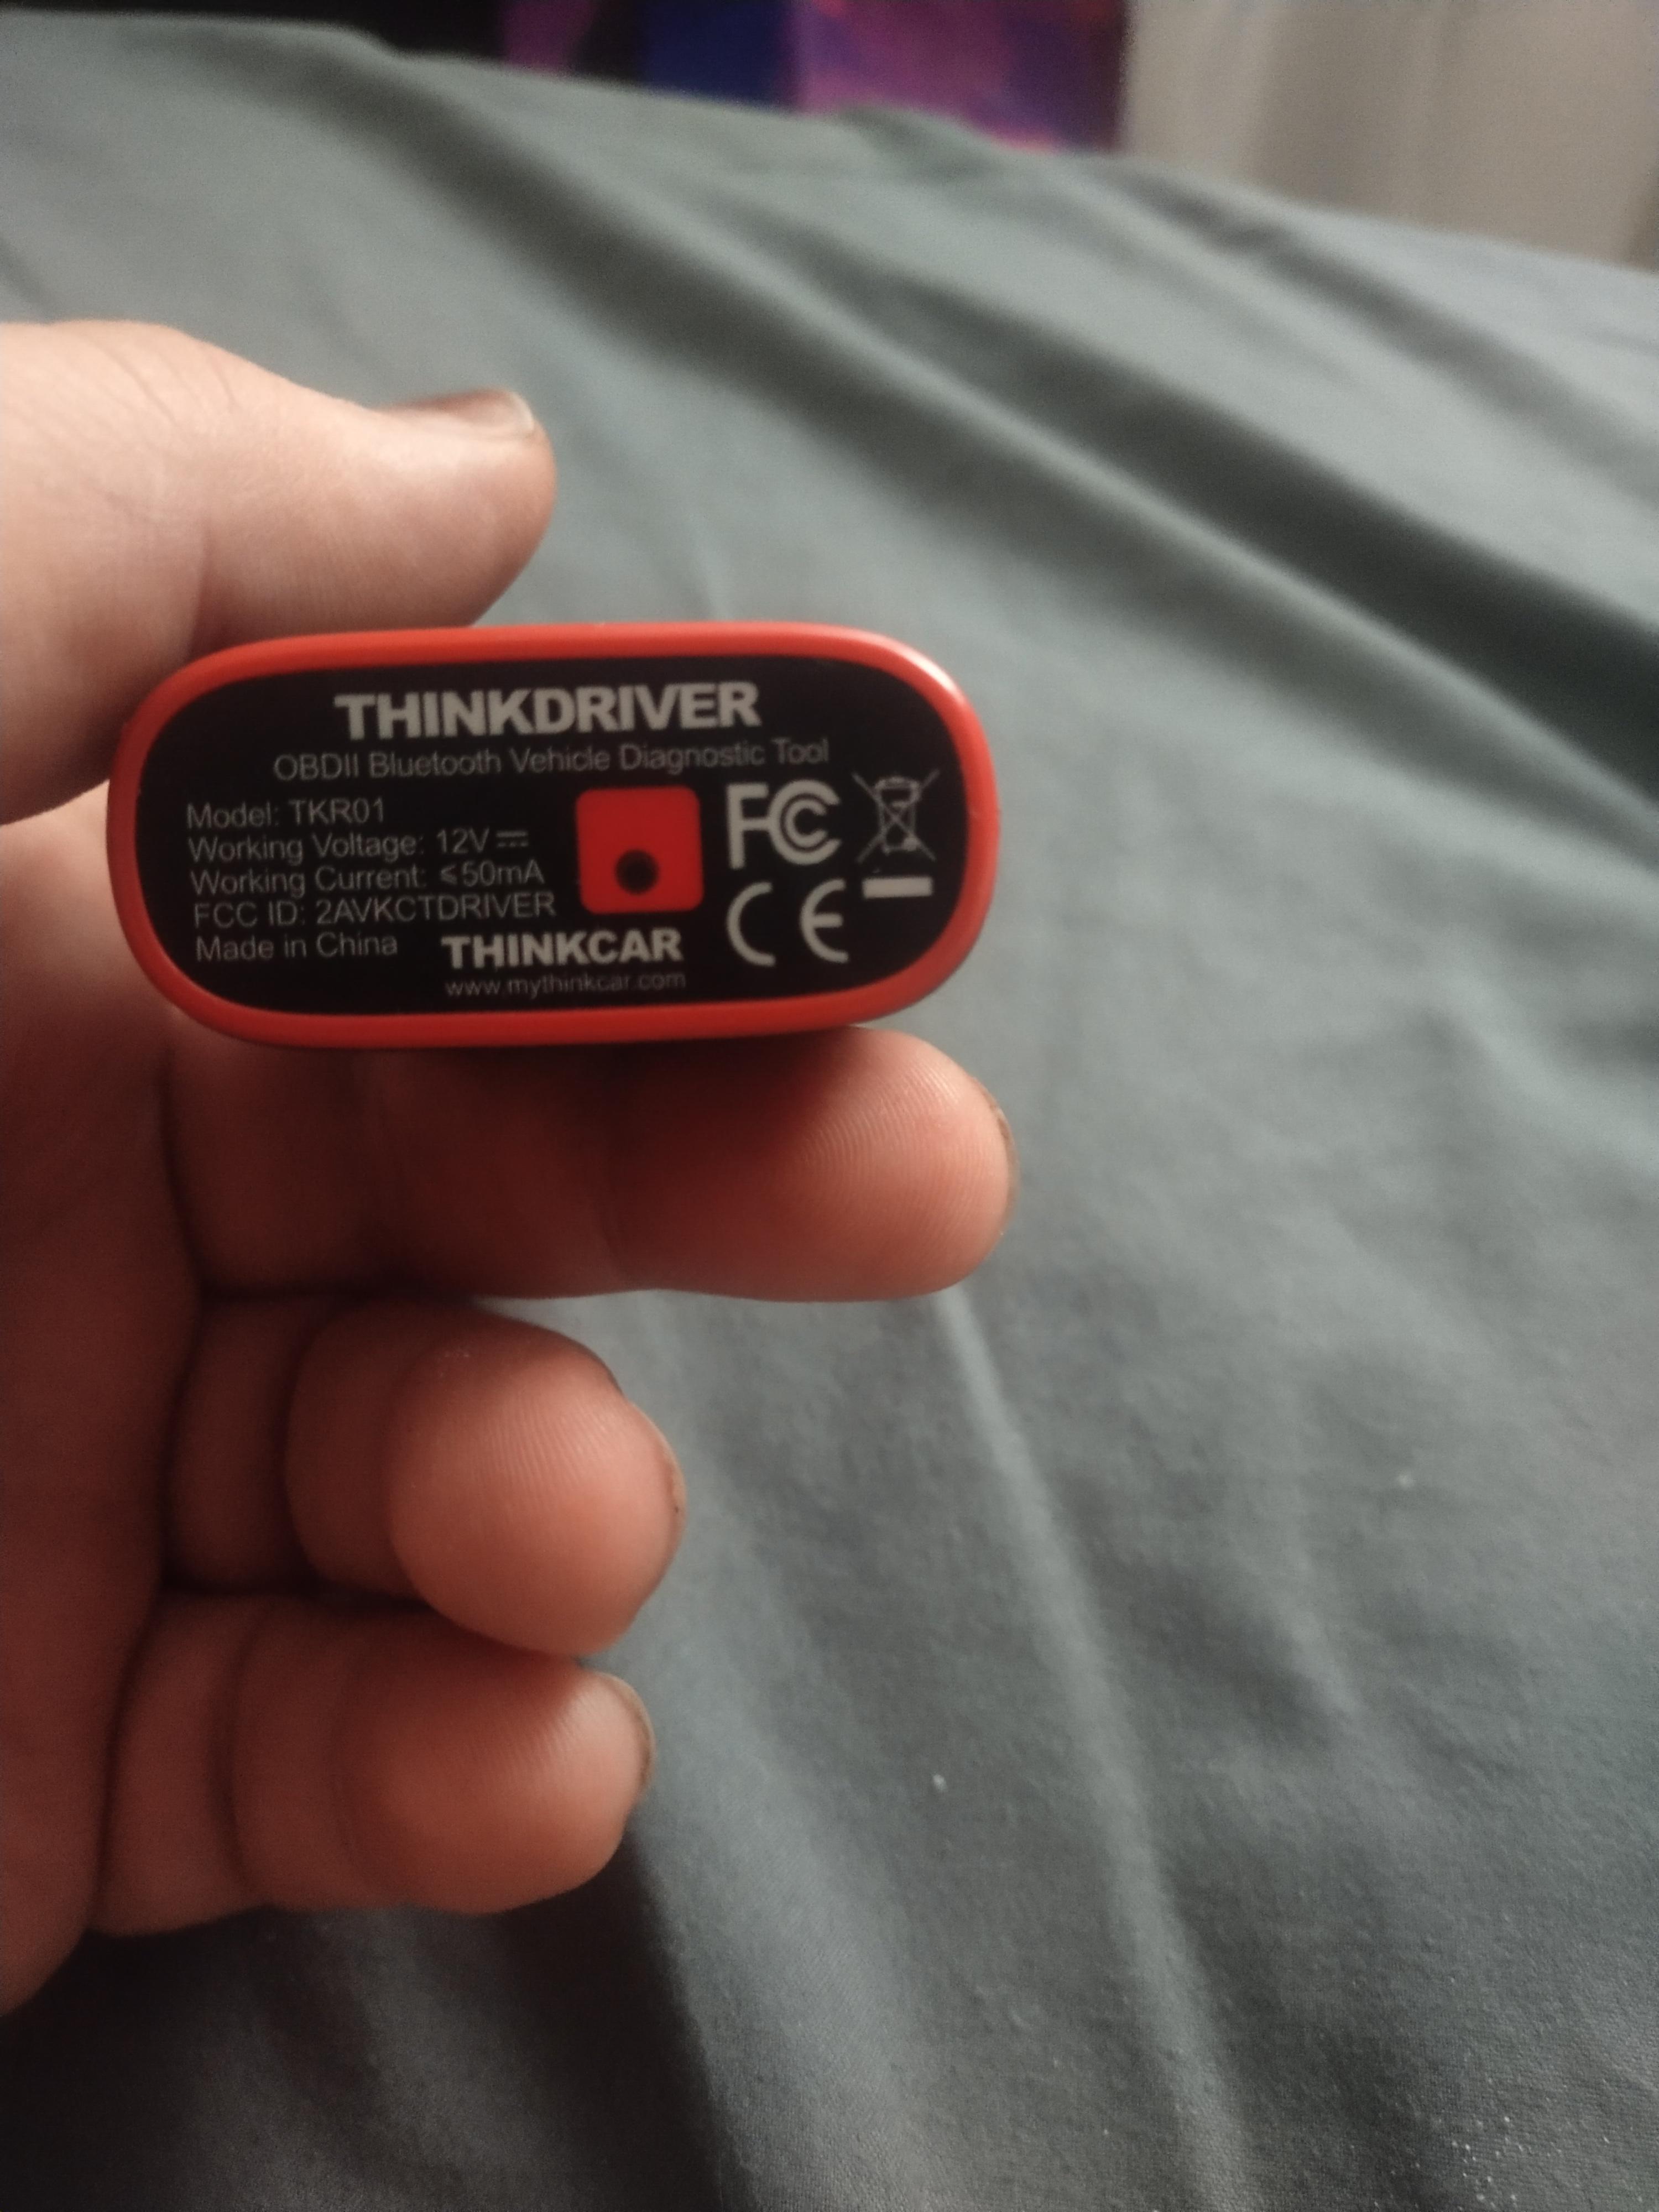 THINKDRIVER
OBDII Bluetooth Vehicle Diagnostic Tool
Model: TKR01
Working Voltage: 12V⎓
Working Current: ⩽50mA
FCC ID: 2AVKCTDRIVER
Made in China
THINKCAR
www.mythinkcar.com
FC
CE